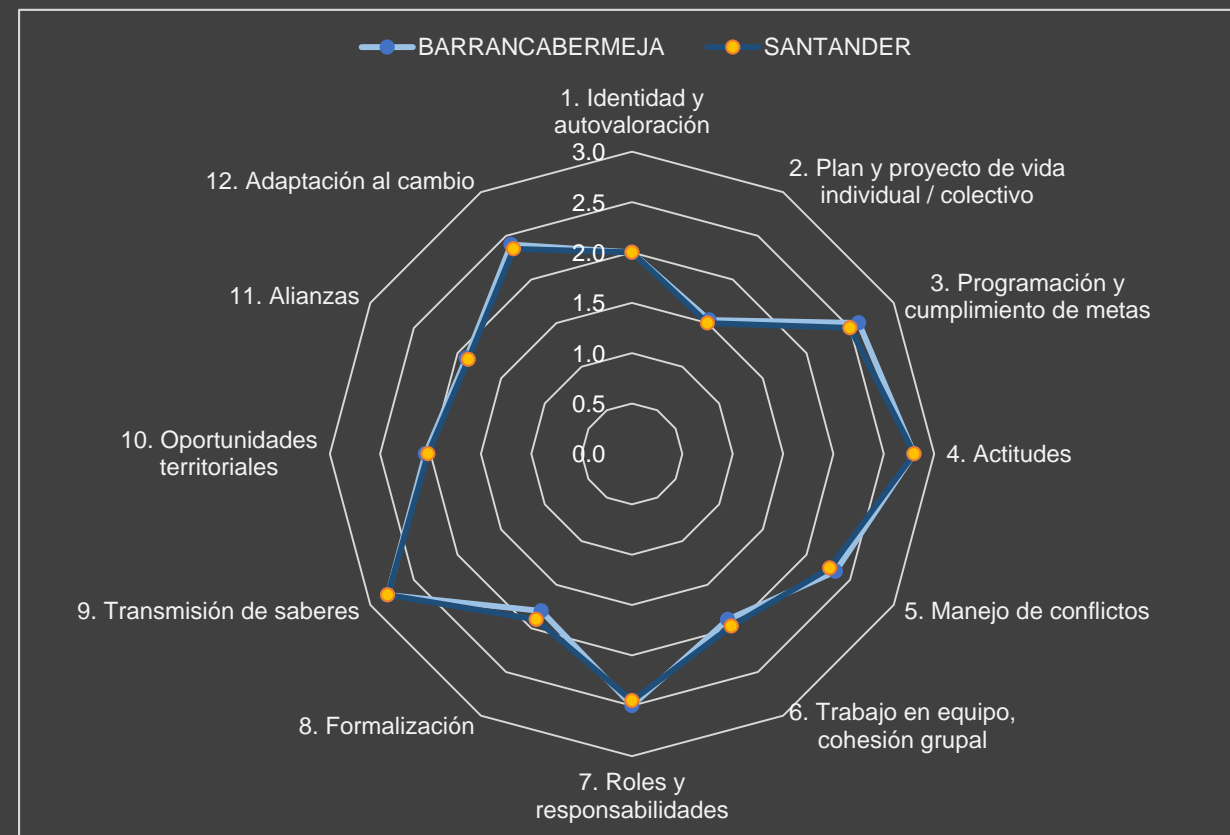 BARRANCABERMEJA
SANTANDER
1. Identidad y
autovaloración
2. Plan y proyecto de vida
individual / colectivo
3. Programación y
cumplimiento de metas
4. Actitudes
5. Manejo de conflictos
6. Trabajo en equipo,
cohesión grupal
7. Roles y
responsabilidades
8. Formalización
9. Transmisión de saberes
10. Oportunidades
territoriales
11. Alianzas
12. Adaptación al cambio
3.0
2.5
2.0
1.5
1.0
0.5
0.0